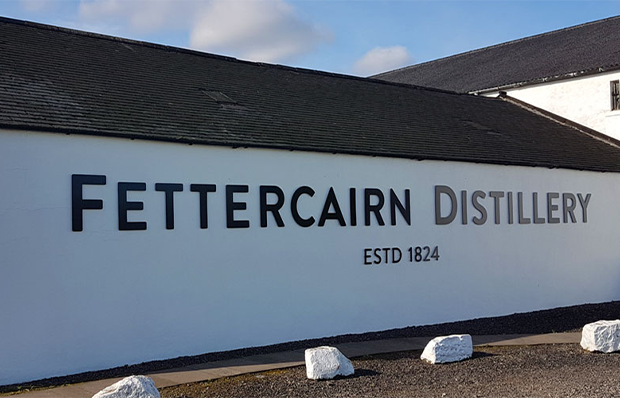 FETTERCAIRN DISTILLERY
ESTD 1824